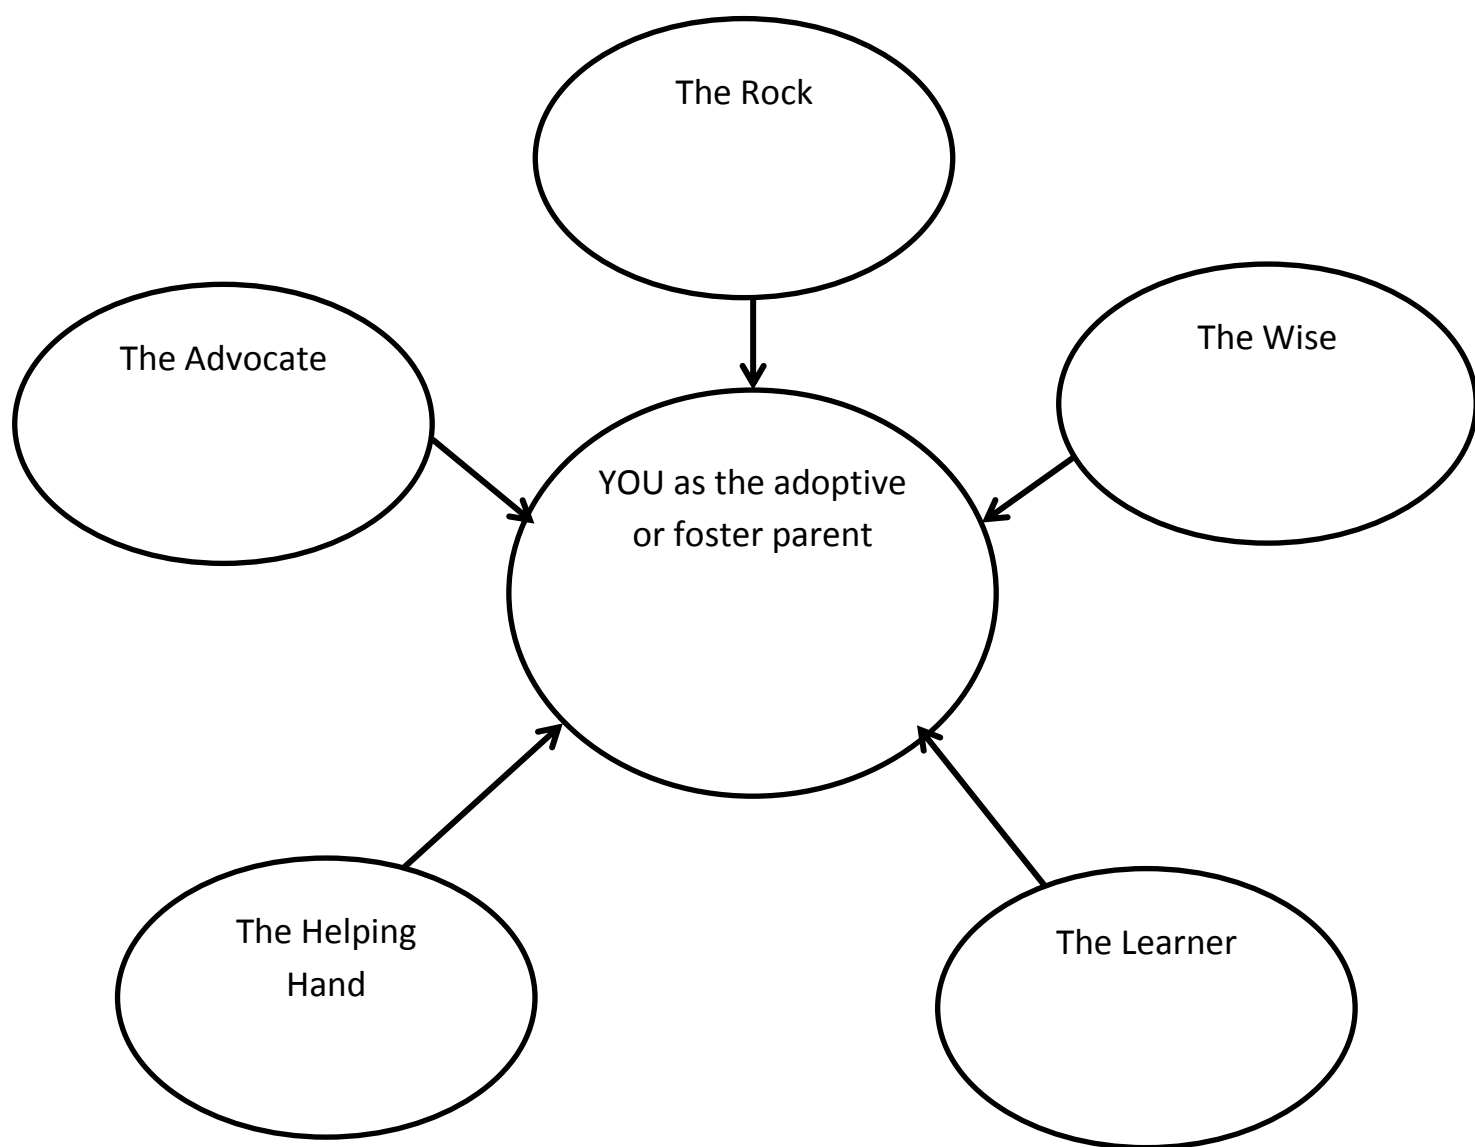 The Rock
The Wise
The Advocate
YOU as the adoptive
or foster parent
The Helping
Hand
The Learner